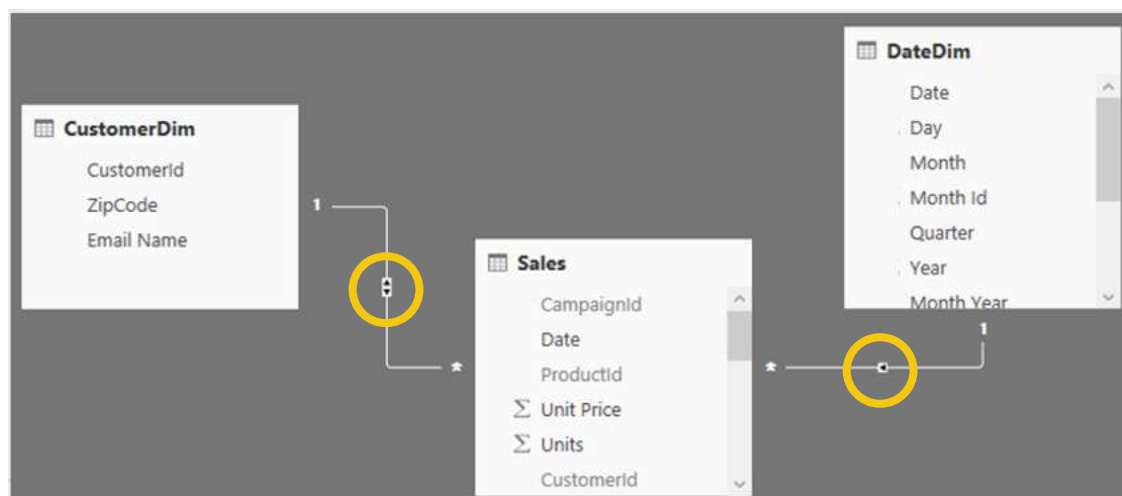 CustomerDim
CustomerId
ZipCode
Email Name
1
*
Sales
CampaignId
Date
ProductId
Σ Unit Price
Σ Units
CustomerId
DateDim
Date
Day
Month
Month Id
Quarter
Year
Month Year
1
*